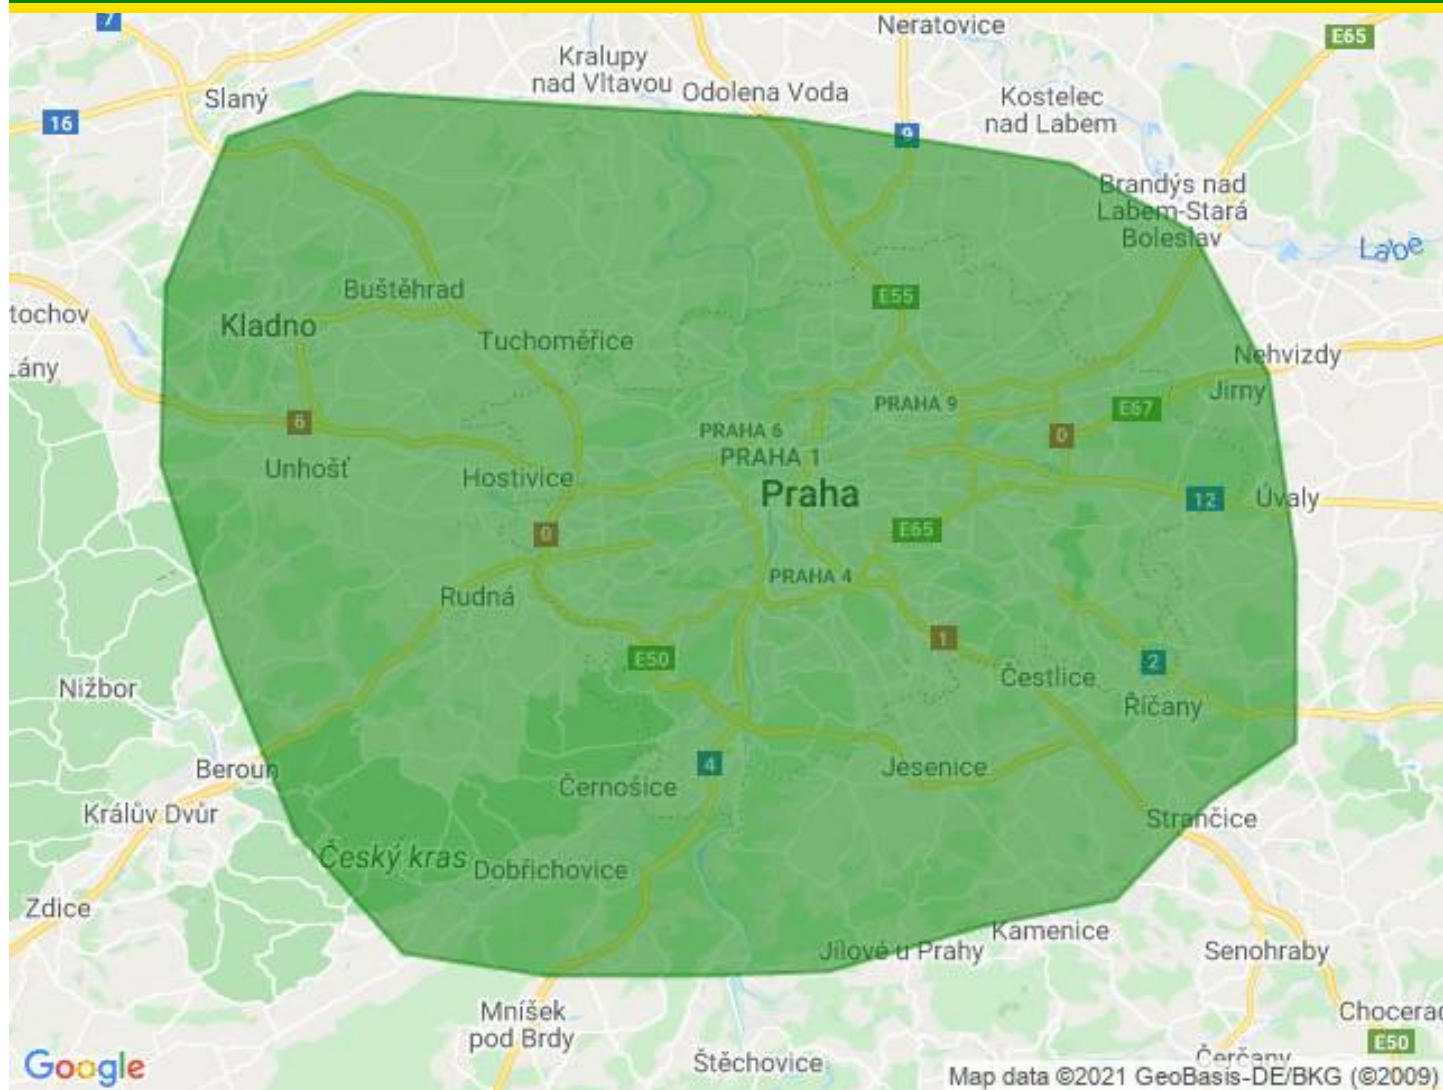 7
Neratovice
E65
Kralupy
nad Vltavou
Odolena Voda
Slaný
Kostelec
nad Labem
16
9
Brandýs nad
Labem-Stará
Boleslav
Labe
Buštěhrad
E55
tochov
Kladno
Tuchoměřice
Nehvizdy
Lány
Jirny
PRAHA 9
E67
6
PRAHA 6
0
PRAHA 1
Unhošť
Hostivice
Praha
12
Úvaly
0
E65
PRAHA 4
Rudná
1
E50
2
Čestlice
Nižbor
Říčany
Beroun
4
Jesenice
Černošice
Králův Dvůr
Strančice
Český kras
Dobřichovice
Zdice
Kamenice
Jílové u Prahy
Senohraby
Mníšek
pod Brdy
Chocerad
E50
Štěchovice
Čerčany
Google
Map data ©2021 GeoBasis-DE/BKG (©2009)